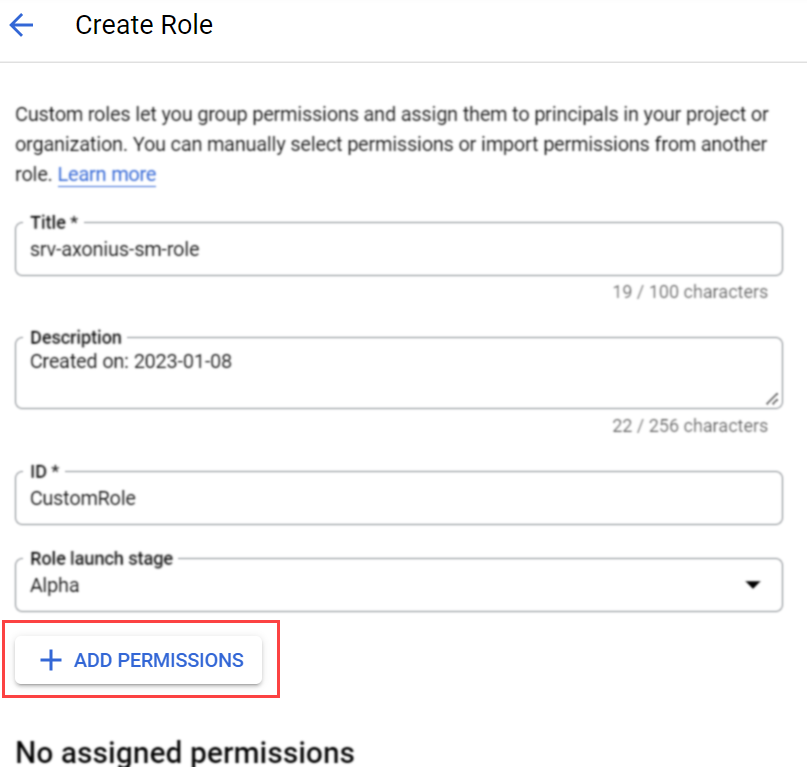 Create Role
Custom roles let you group permissions and assign them to principals in your project or
organization. You can manually select permissions or import permissions from another
role. Learn more
Title *
srv-axonius-sm-role
19 / 100 characters
Description
Created on: 2023-01-08
22 / 256 characters
ID *
CustomRole
Role launch stage
Alpha
ADD PERMISSIONS
No assigned permissions